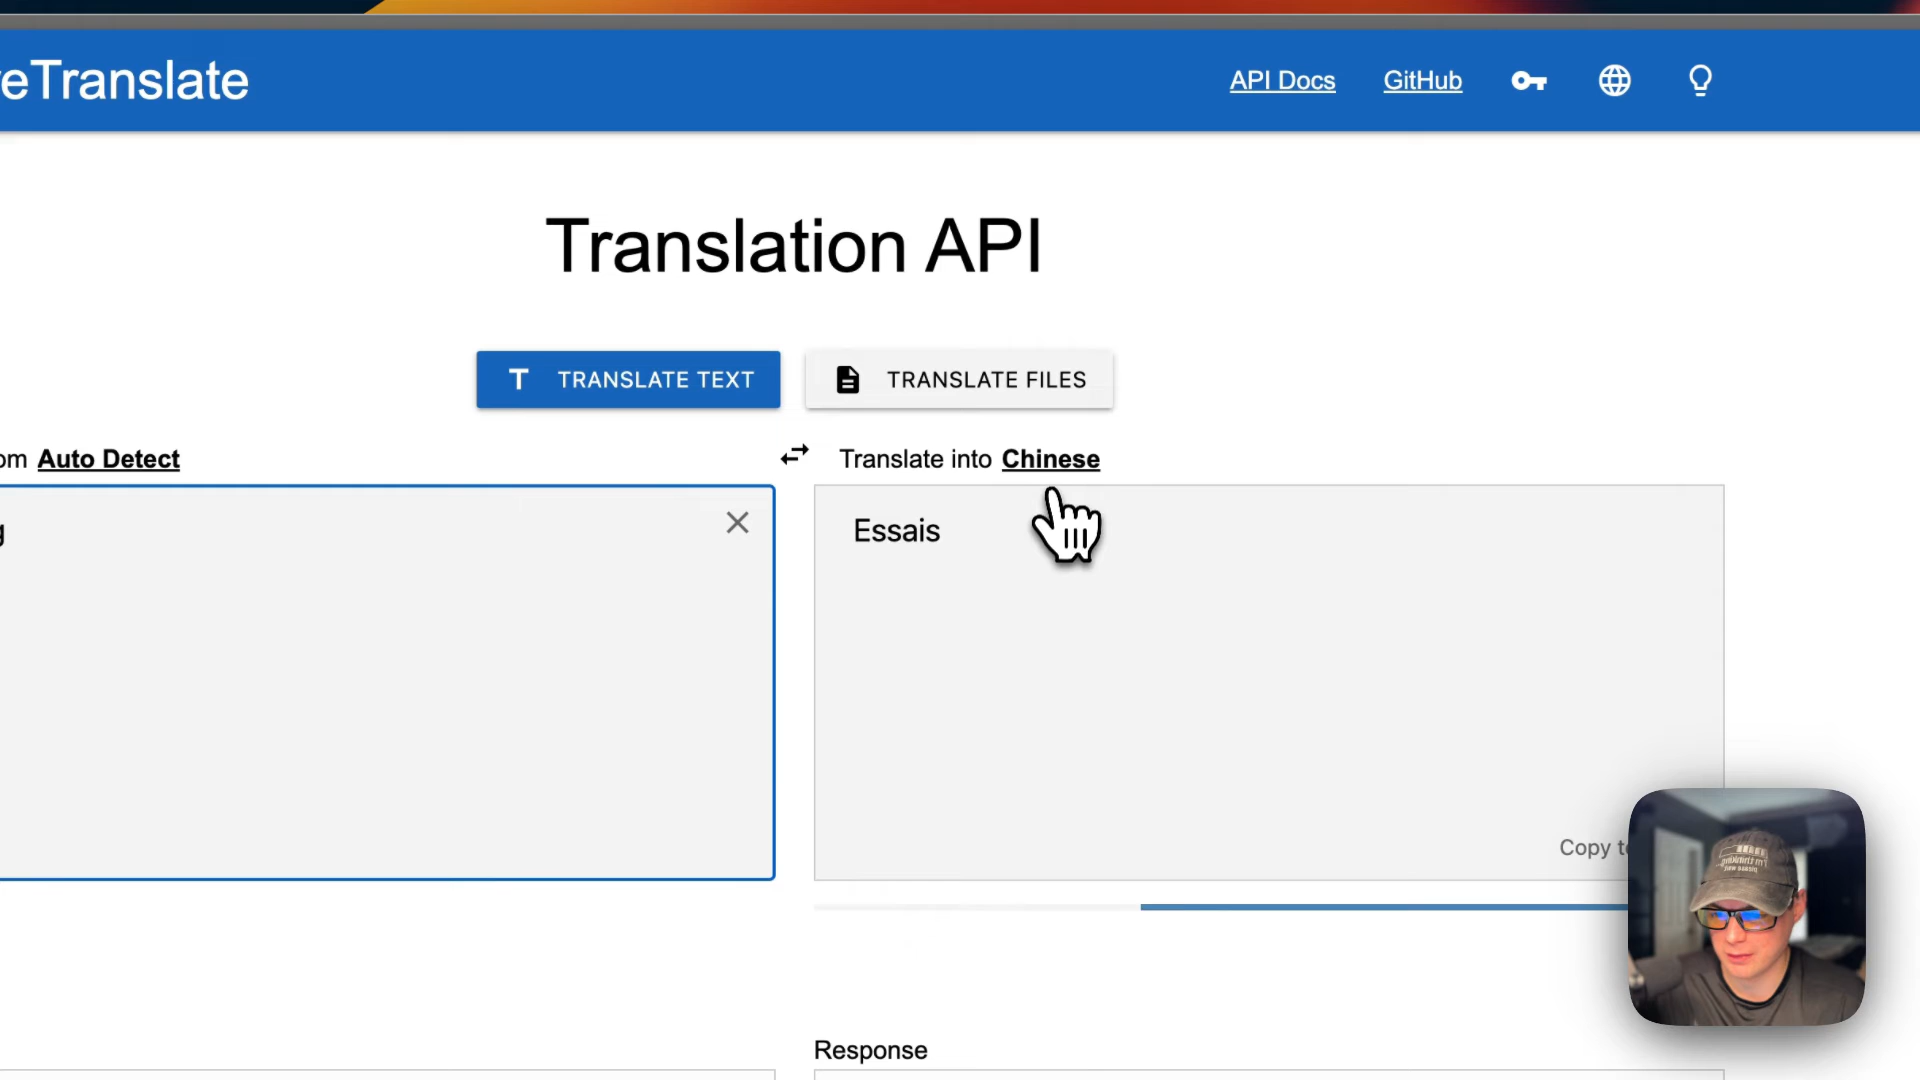 eTranslate
API Docs GitHub
Translation API
TRANSLATE TEXT TRANSLATE FILES
om Auto Detect Translate into Chinese
g Essais
Copy
Response